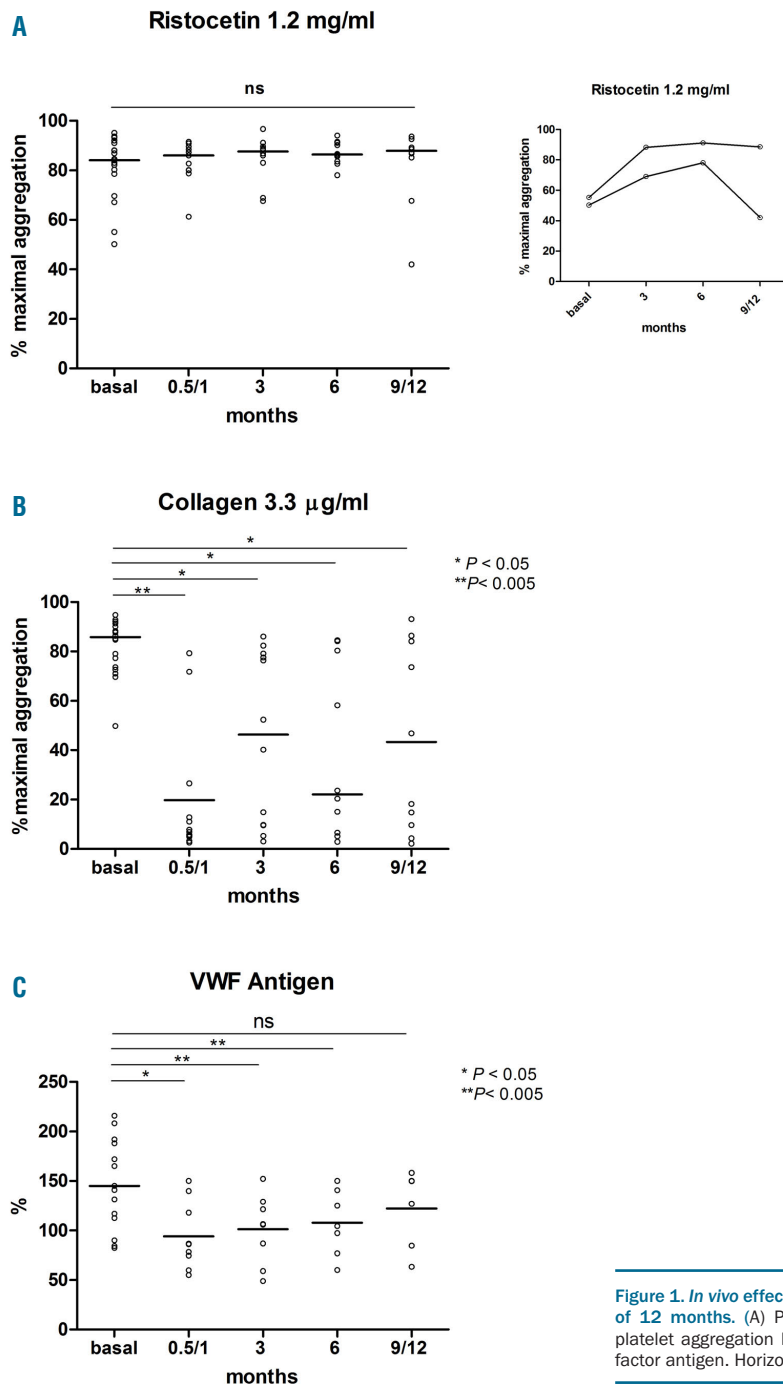 A
Ristocetin 1.2 mg/ml
ns
% maximal aggregation
100
80
60
40
20
0
basal 0.5/1 3 6 9/12
months
Ristocetin 1.2 mg/ml
% maximal aggregation
100
80
60
40
20
0
basal 3 6 9/12
months
B
Collagen 3.3 μg/ml
*
*
*
**
* P < 0.05
**P< 0.005
%maximal aggregation
100
80
60
40
20
0
basal 0.5/1 3 6 9/12
months
C
VWF Antigen
ns
**
**
*
* P < 0.05
**P< 0.005
%
250
200
150
100
50
0
basal 0.5/1 3 6 9/12
months
Figure 1. In vivo effec
of 12 months. (A) P
platelet aggregation
factor antigen. Horizo